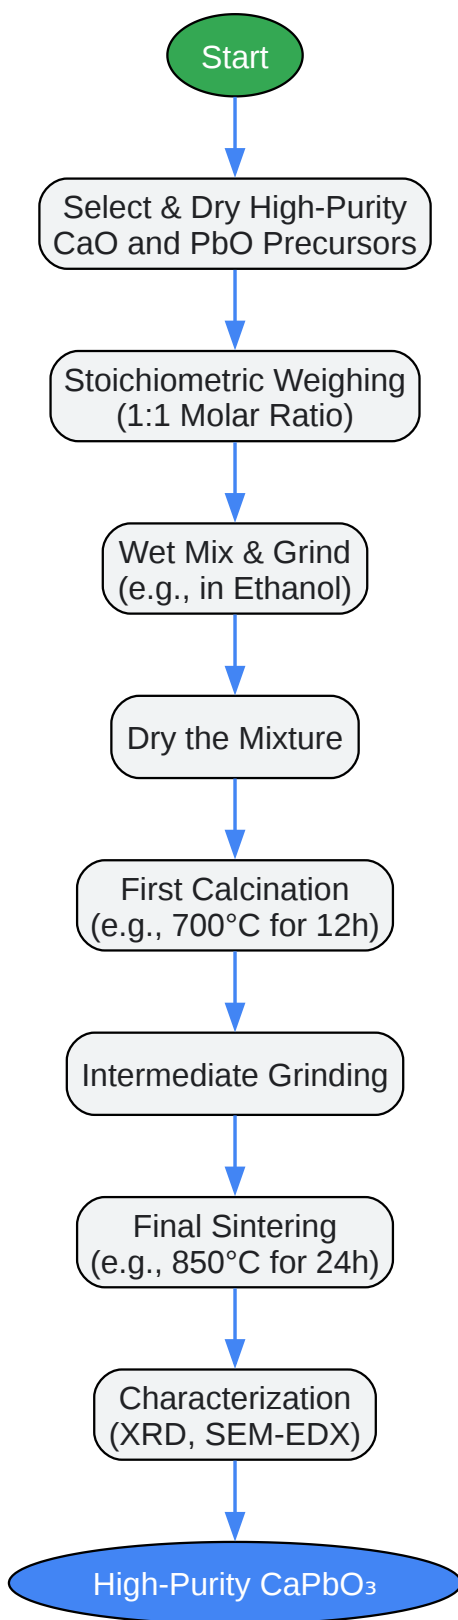 Start
Select & Dry High-Purity
CaO and PbO Precursors
Stoichiometric Weighing
(1:1 Molar Ratio)
Wet Mix & Grind
(e.g., in Ethanol)
Dry the Mixture
First Calcination
(e.g., 700°C for 12h)
Intermediate Grinding
Final Sintering
(e.g., 850°C for 24h)
Characterization
(XRD, SEM-EDX)
High-Purity CaPbO₃